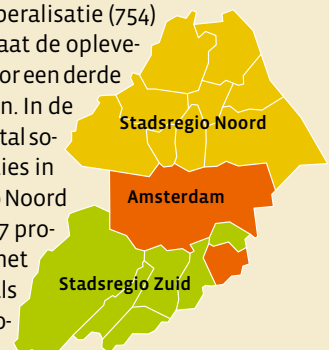 peralisatie (754)
aat de opleve-
or een derde
n. In de
tal so-
ies in
Noord
7 pro-
net
als
o-
Stadsregio Noord
Amsterdam
Stadsregio Zuid